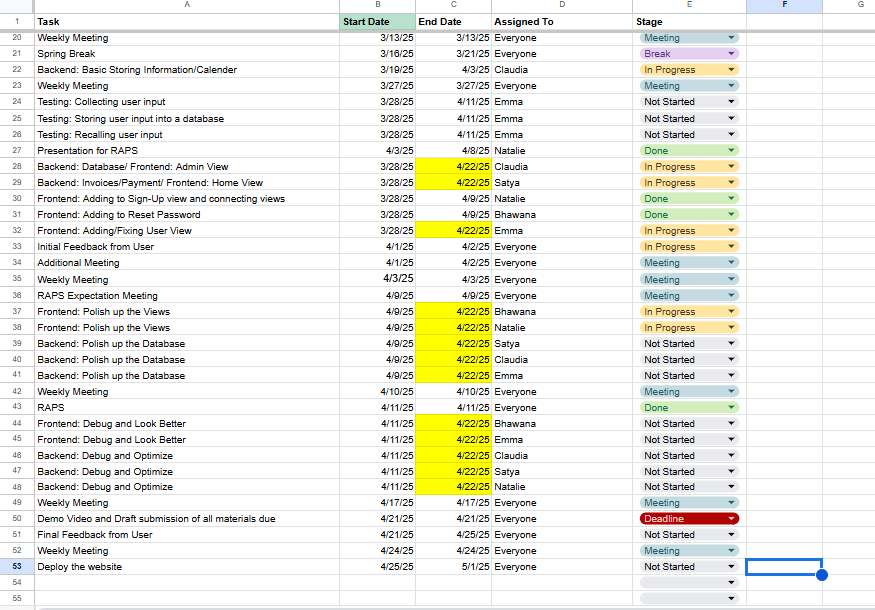 A B C D E F G
1 Task Start Date End Date Assigned To Stage
20 Weekly Meeting 3/13/25 3/13/25 Everyone Meeting
21 Spring Break 3/16/25 3/21/25 Everyone Break
22 Backend: Basic Storing Information/Calender 3/19/25 4/3/25 Claudia In Progress
23 Weekly Meeting 3/27/25 3/27/25 Everyone Meeting
24 Testing: Collecting user input 3/28/25 4/11/25 Emma Not Started
25 Testing: Storing user input into a database 3/28/25 4/11/25 Emma Not Started
26 Testing: Recalling user input 3/28/25 4/11/25 Emma Not Started
27 Presentation for RAPS 4/3/25 4/8/25 Natalie Done
28 Backend: Database/ Frontend: Admin View 3/28/25 4/22/25 Claudia In Progress
29 Backend: Invoices/Payment/ Frontend: Home View 3/28/25 4/22/25 Satya In Progress
30 Frontend: Adding to Sign-Up view and connecting views 3/28/25 4/9/25 Natalie Done
31 Frontend: Adding to Reset Password 3/28/25 4/9/25 Bhawana Done
32 Frontend: Adding/Fixing User View 3/28/25 4/22/25 Emma In Progress
33 Initial Feedback from User 4/1/25 4/2/25 Everyone In Progress
34 Additional Meeting 4/1/25 4/2/25 Everyone Meeting
35 Weekly Meeting 4/3/25 4/3/25 Everyone Meeting
36 RAPS Expectation Meeting 4/9/25 4/9/25 Everyone Meeting
37 Frontend: Polish up the Views 4/9/25 4/22/25 Bhawana In Progress
38 Frontend: Polish up the Views 4/9/25 4/22/25 Natalie In Progress
39 Backend: Polish up the Database 4/9/25 4/22/25 Satya Not Started
40 Backend: Polish up the Database 4/9/25 4/22/25 Claudia Not Started
41 Backend: Polish up the Database 4/9/25 4/22/25 Emma Not Started
42 Weekly Meeting 4/10/25 4/10/25 Everyone Meeting
43 RAPS 4/11/25 4/11/25 Everyone Done
44 Frontend: Debug and Look Better 4/11/25 4/22/25 Bhawana Not Started
45 Frontend: Debug and Look Better 4/11/25 4/22/25 Emma Not Started
46 Backend: Debug and Optimize 4/11/25 4/22/25 Claudia Not Started
47 Backend: Debug and Optimize 4/11/25 4/22/25 Satya Not Started
48 Backend: Debug and Optimize 4/11/25 4/22/25 Natalie Not Started
49 Weekly Meeting 4/17/25 4/17/25 Everyone Meeting
50 Demo Video and Draft submission of all materials due 4/21/25 4/21/25 Everyone Deadline
51 Final Feedback from User 4/21/25 4/25/25 Everyone Not Started
52 Weekly Meeting 4/24/25 4/24/25 Everyone Meeting
53 Deploy the website 4/25/25 5/1/25 Everyone Not Started
54
55